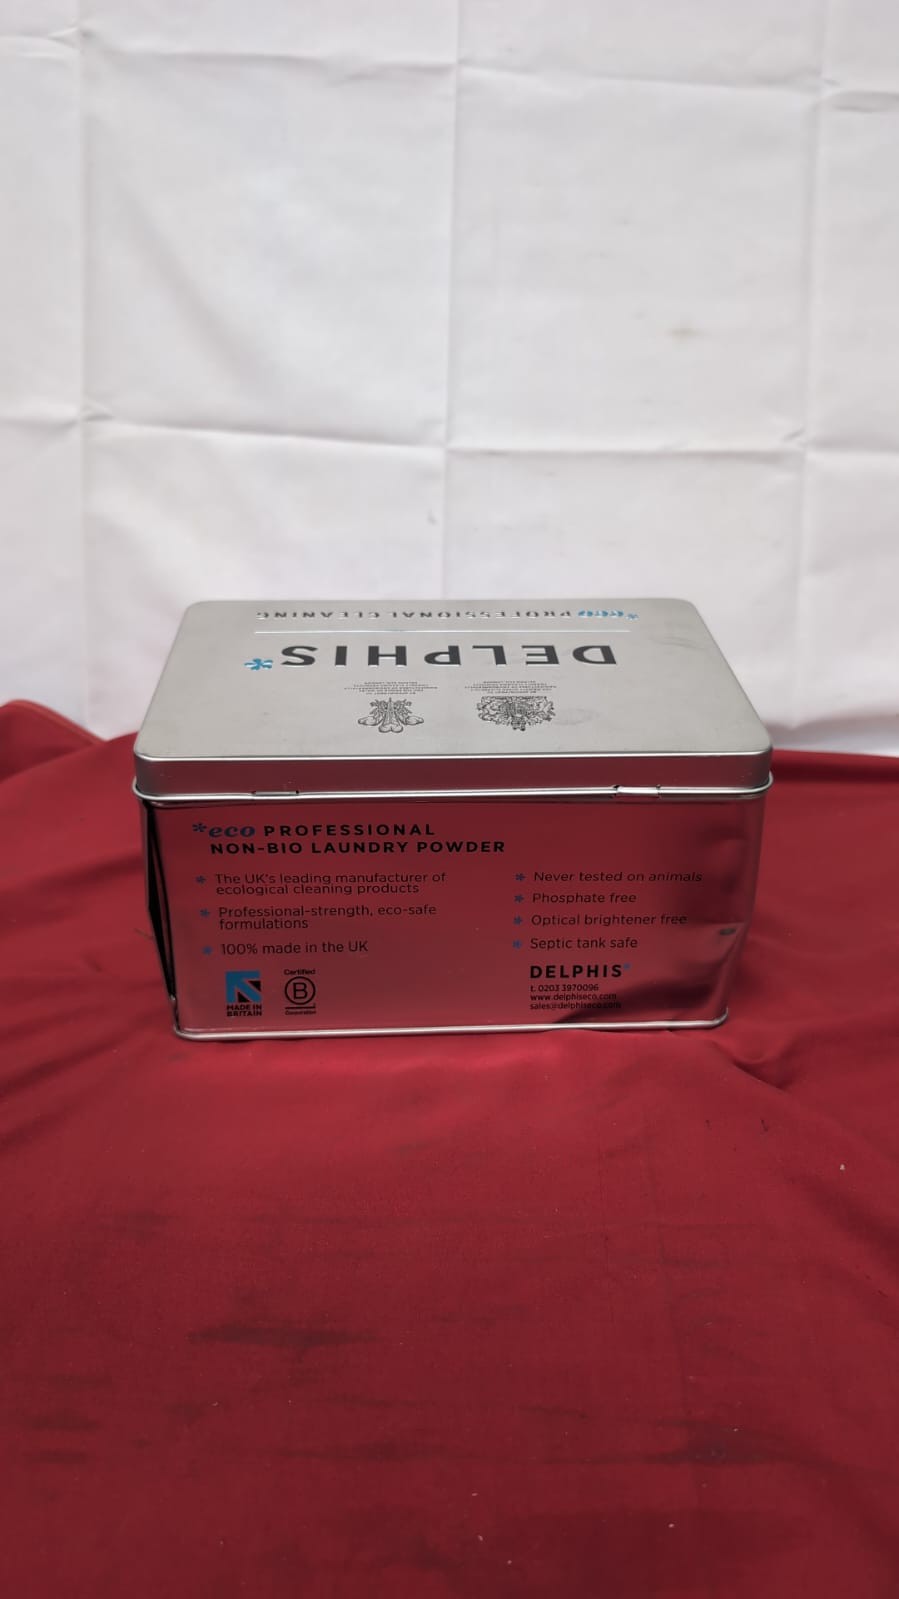 *eco PROFESSIONAL CLEANING
DELPHIS*
*eco PROFESSIONAL
NON-BIO LAUNDRY POWDER
* The UK's leading manufacturer of
ecological cleaning products
* Professional-strength, eco-safe
formulations
* 100% made in the UK
* Never tested on animals
* Phosphate free
* Optical brightener free
* Septic tank safe
MADE IN
BRITAIN
Certified
B
Corporation
DELPHIS*
t. 0203 3970096
www.delphiseco.com
sales@delphiseco.com